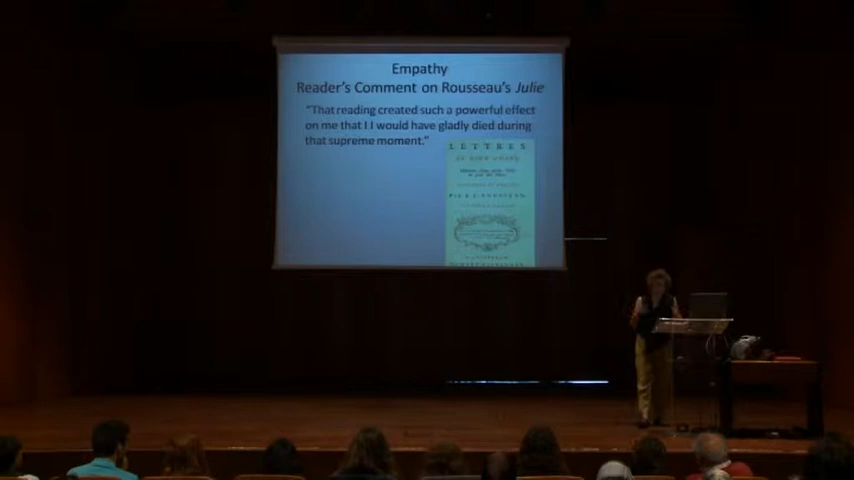 Empathy
Reader's Comment on Rousseau's Julie
"That reading created such a powerful effect
on me that I I would have gladly died during
that supreme moment."
LETTRES